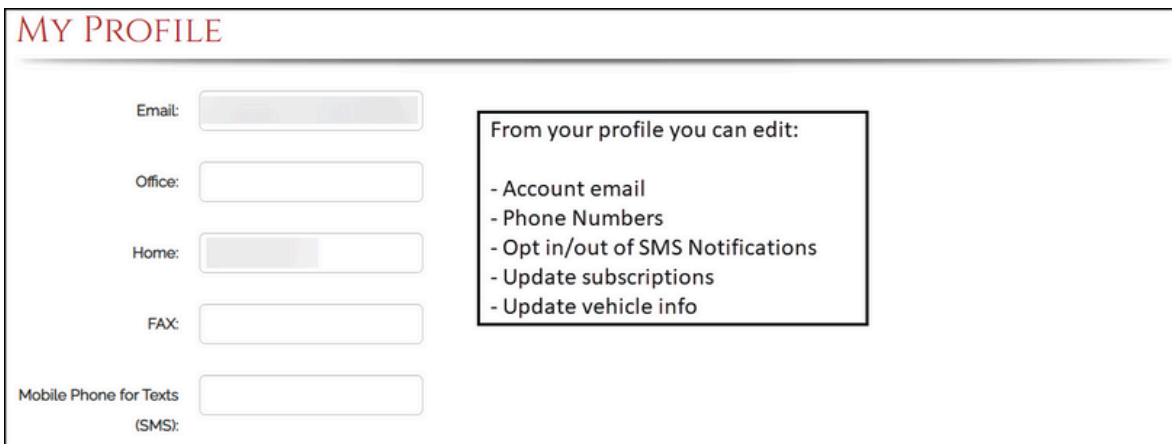 My Profile
Email:
Office:
Home:
FAX:
Mobile Phone for Texts
(SMS):
From your profile you can edit:
- Account email
- Phone Numbers
- Opt in/out of SMS Notifications
- Update subscriptions
- Update vehicle info